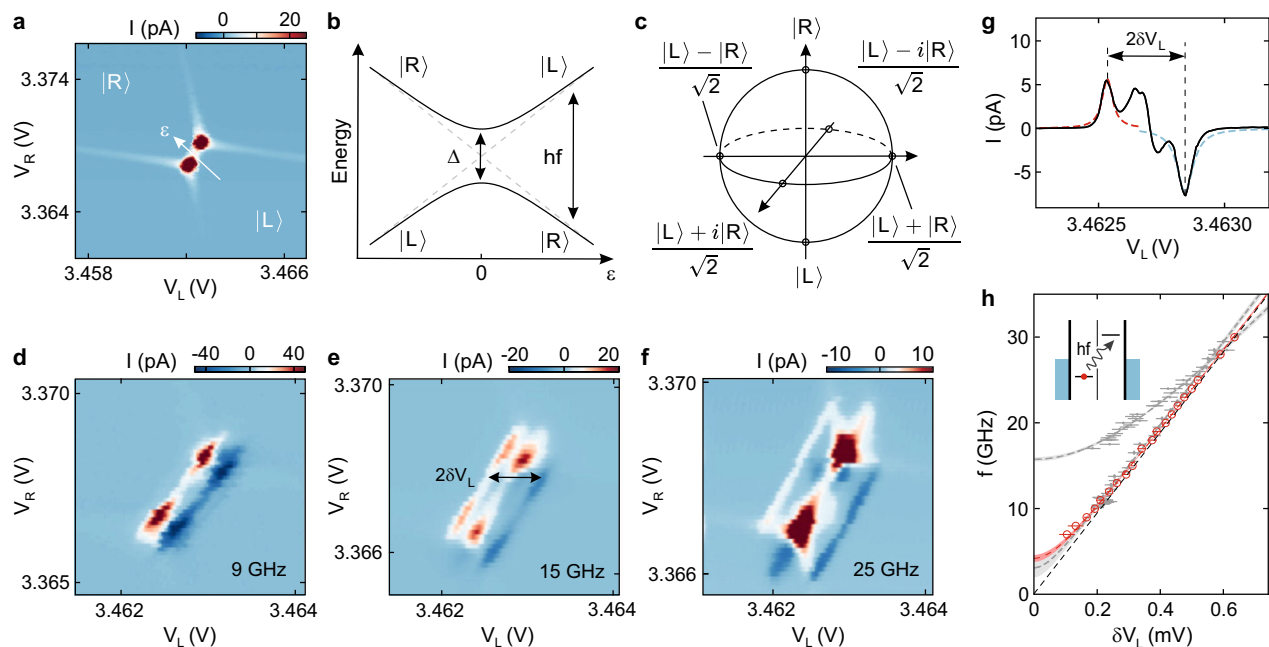 a
I (pA)
0
20
3.374
3.364
V_R (V)
|R⟩
ε
|L⟩
3.458
3.466
V_L (V)
b
Energy
|R⟩
|L⟩
Δ
hf
|L⟩
|R⟩
0
ε
c
|R⟩
|L⟩ − |R⟩
√2
|L⟩ − i|R⟩
√2
|L⟩ + i|R⟩
√2
|L⟩ + |R⟩
√2
|L⟩
g
2δV_L
10
5
0
-5
I (pA)
3.4625
3.4630
V_L (V)
d
I (pA)
-40
0
40
3.370
3.365
V_R (V)
9 GHz
3.462
3.464
V_L (V)
e
I (pA)
-20
0
20
3.370
3.366
V_R (V)
2δV_L
15 GHz
3.462
3.464
V_L (V)
f
I (pA)
-10
0
10
3.370
3.366
V_R (V)
25 GHz
3.462
3.464
V_L (V)
h
hf
30
20
10
0
f (GHz)
0.0
0.2
0.4
0.6
δV_L (mV)